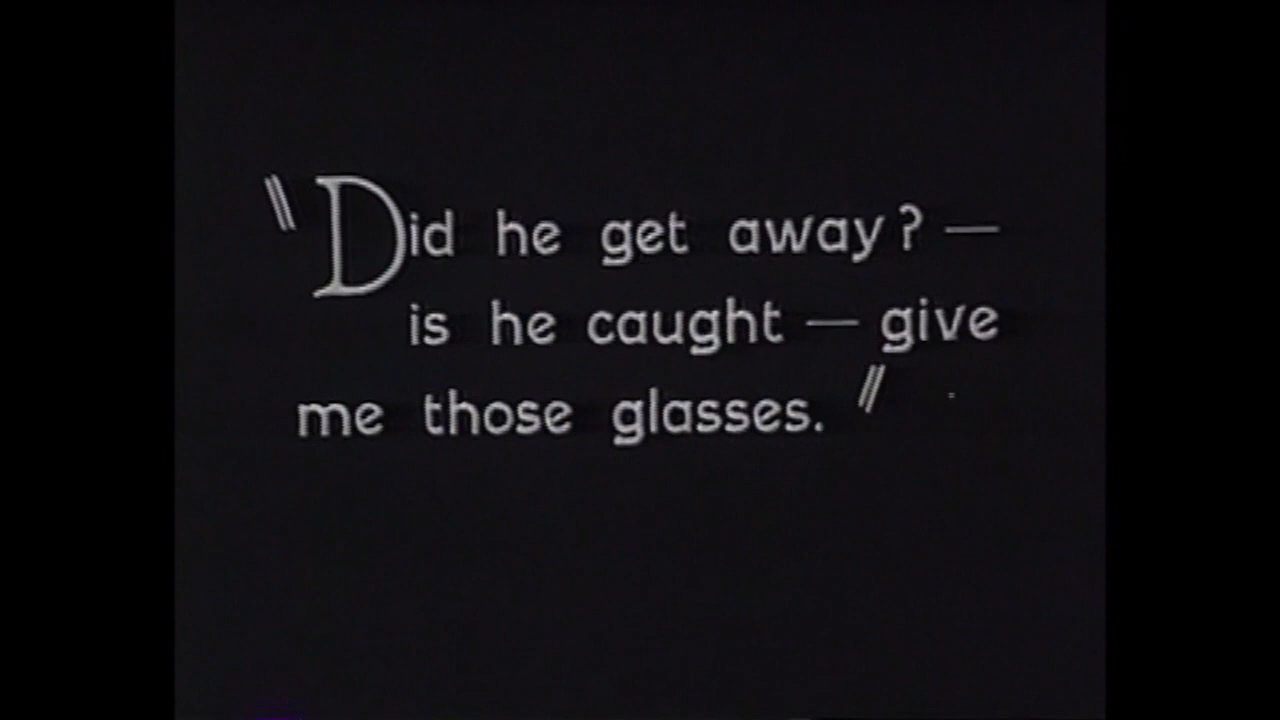 "Did he get away? —
is he caught — give
me those glasses."